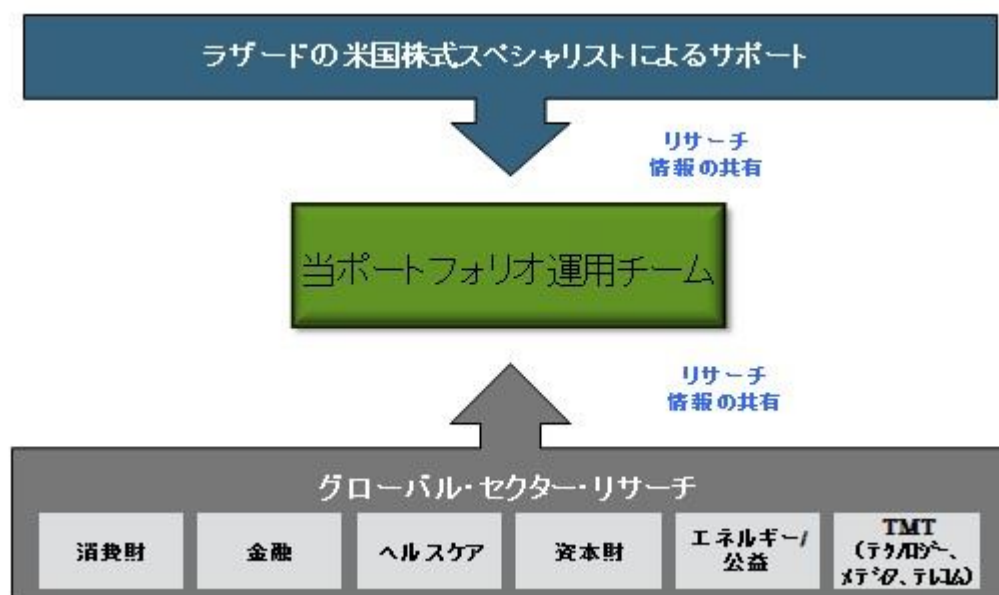 ラザードの米国株式スペシャリストによるサポート
リサーチ
情報の共有
当ポートフォリオ運用チーム
リサーチ
情報の共有
グローバル・セクター・リサーチ
消費財
金融
ヘルスケア
資本財
エネルギー/
公益
TMT
(テクノロジー、
メディア、テレコム)